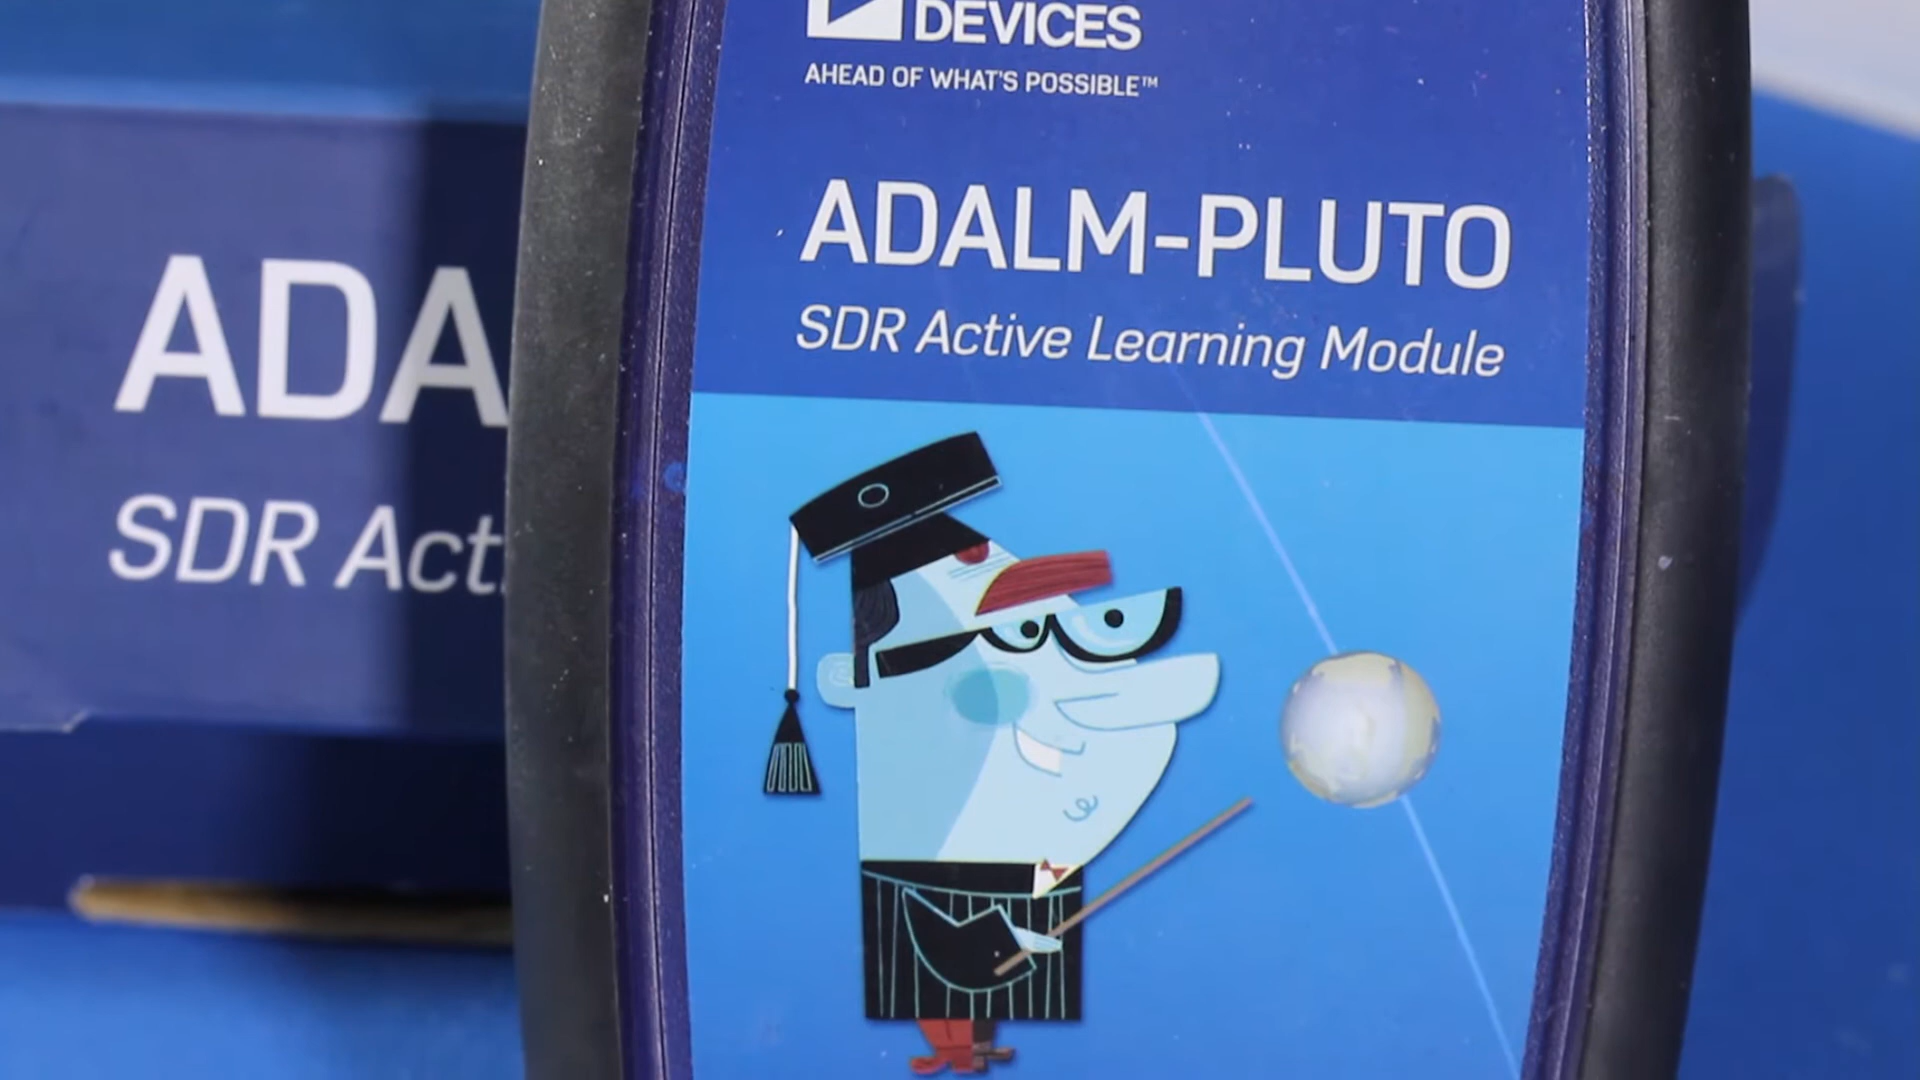 DEVICES
AHEAD OF WHAT'S POSSIBLE™
ADALM-PLUTO
SDR Active Learning Module
ADA
SDR Act